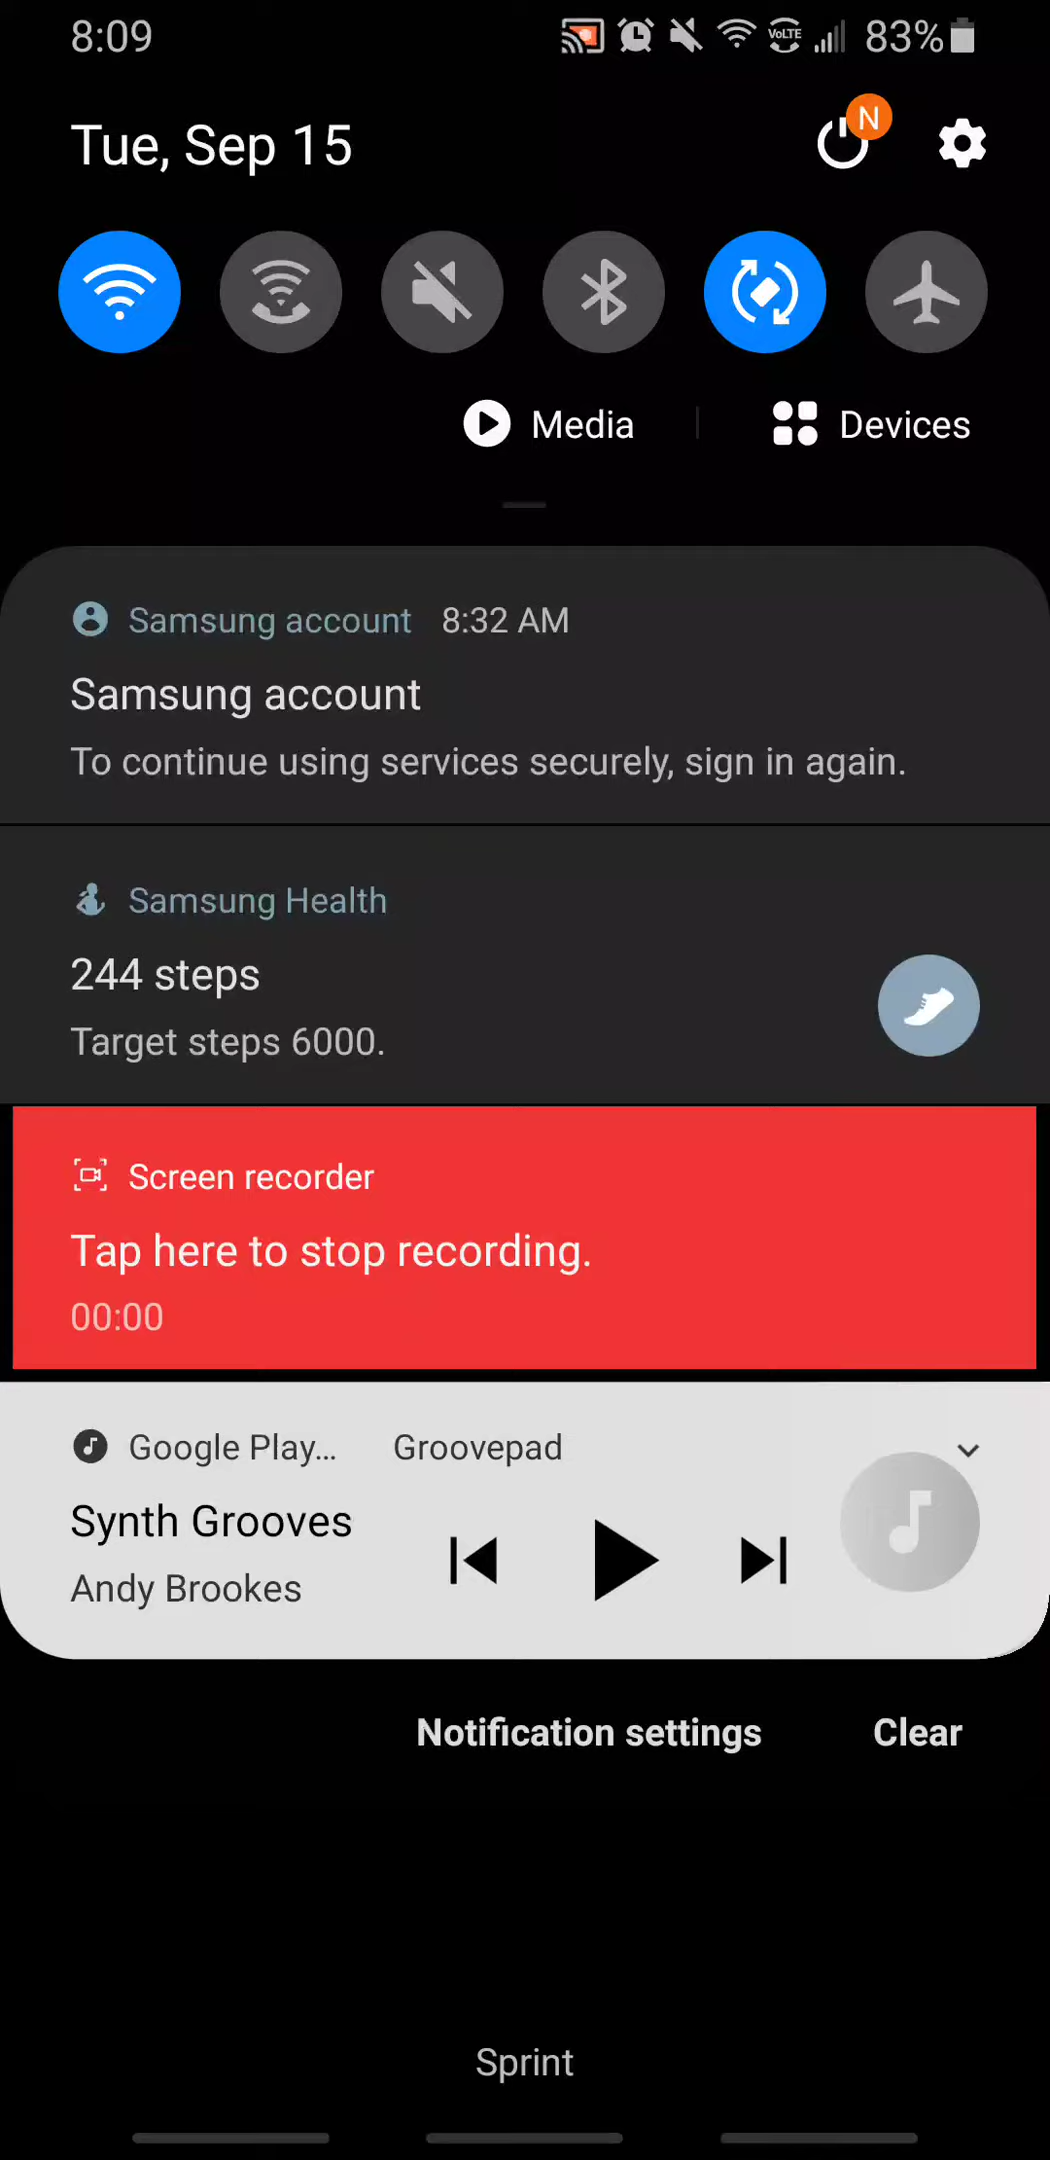 8:09
VoLTE
83%
Tue, Sep 15
N
Media
Devices
Samsung account 8:32 AM
Samsung account
To continue using services securely, sign in again.
Samsung Health
244 steps
Target steps 6000.
Screen recorder
Tap here to stop recording.
00:00
Google Play... Groovepad
Synth Grooves
Andy Brookes
Notification settings
Clear
Sprint